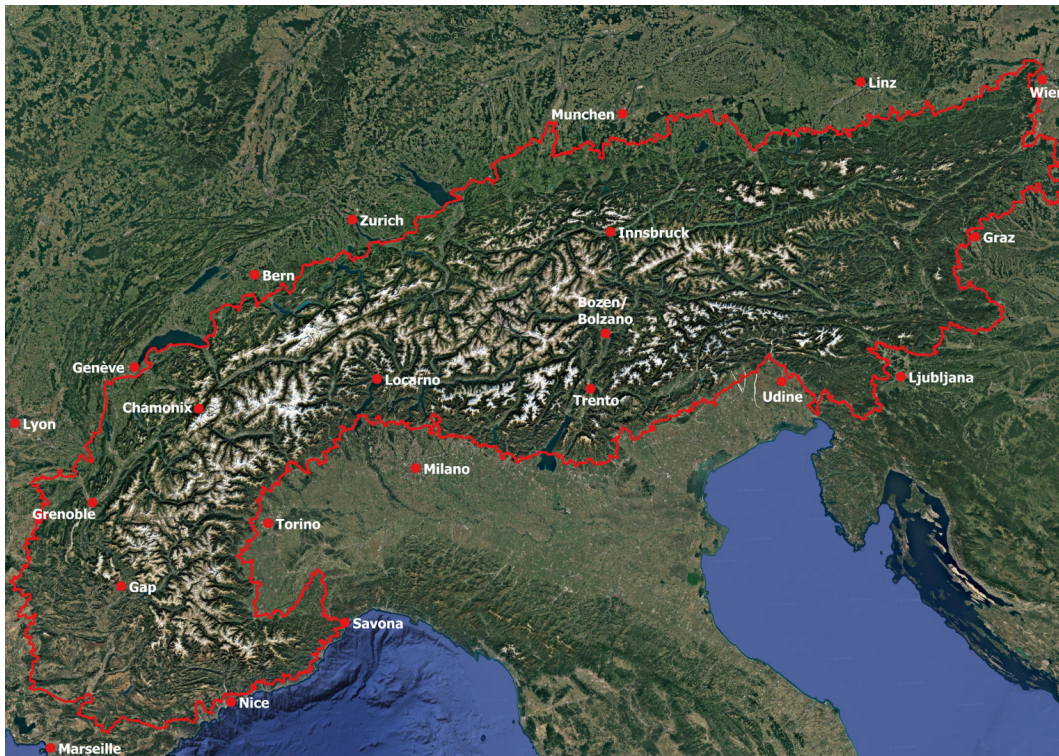 Linz
Wien
Munchen
Zurich
Innsbruck
Graz
Bern
Bozen/
Bolzano
Genève
Locarno
Ljubljana
Chamonix
Trento
Udine
Lyon
Milano
Grenoble
Torino
Gap
Savona
Nice
Marseille